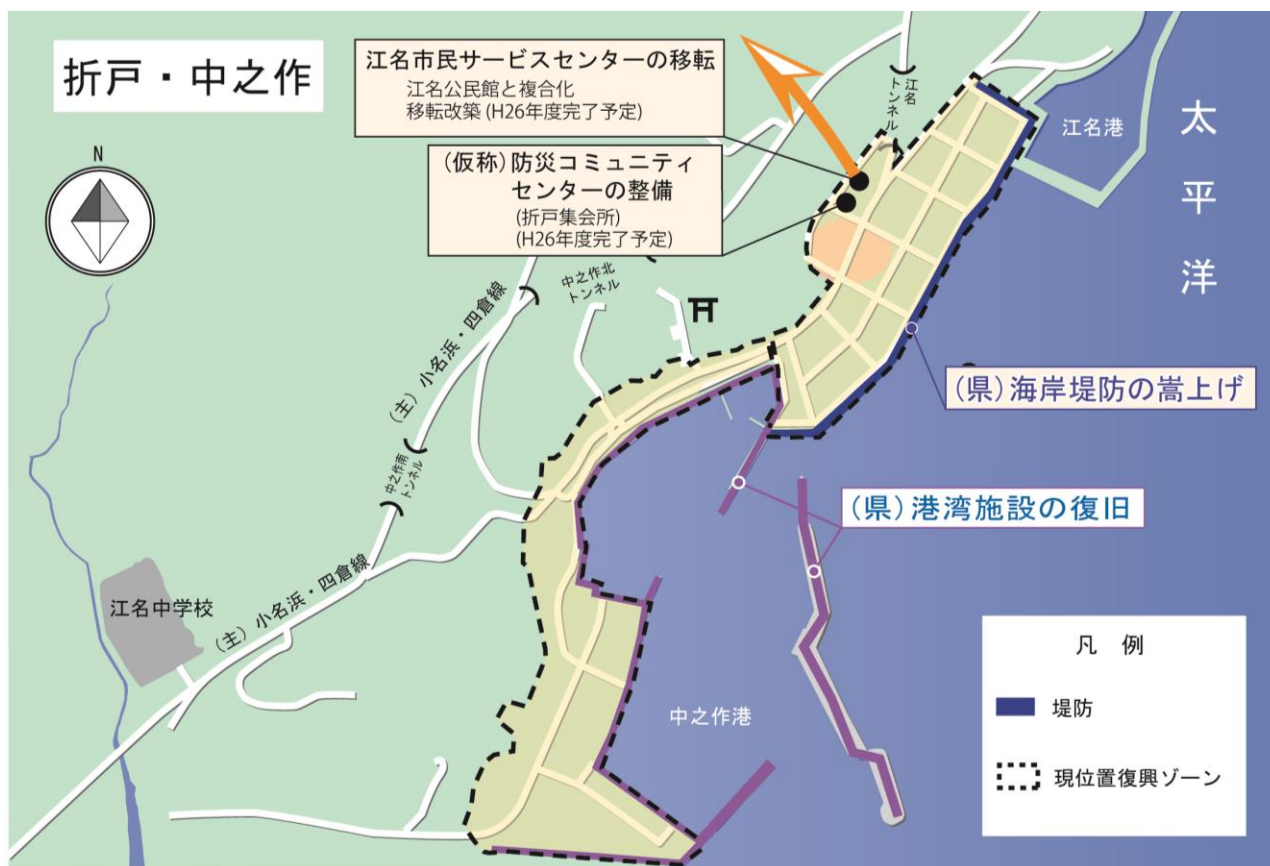 折戸・中之作
N
江名市民サービスセンターの移転
江名公民館と複合化
移転改築(H26年度完了予定)
(仮称)防災コミュニティ
センターの整備
(折戸集会所)
(H26年度完了予定)
江名
トンネル
江名港
太平洋
中之作北
トンネル
(主)小名浜・四倉線
中之作南
トンネル
(県)海岸堤防の嵩上げ
(県)港湾施設の復旧
江名中学校
(主)小名浜・四倉線
中之作港
凡 例
堤防
現位置復興ゾーン